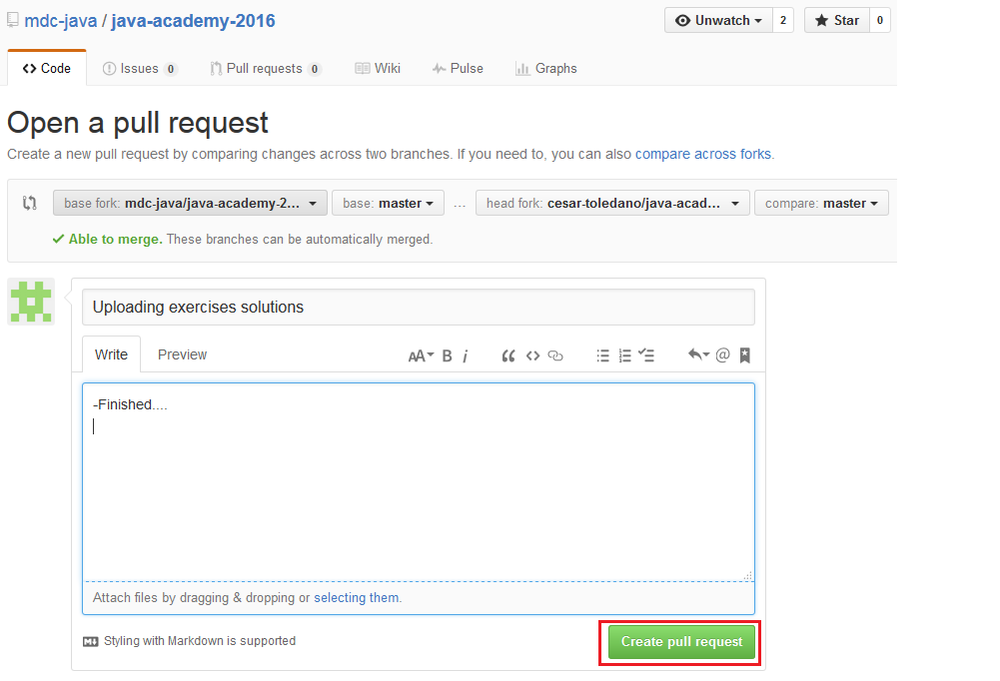 mdc-java / java-academy-2016 Unwatch 2 Star 0
Code Issues 0 Pull requests 0 Wiki Pulse Graphs
Open a pull request
Create a new pull request by comparing changes across two branches. If you need to, you can also compare across forks.
base fork: mdc-java/java-academy-2... base: master ... head fork: cesar-toledano/java-acad... compare: master
Able to merge. These branches can be automatically merged.
Uploading exercises solutions
Write Preview AA B i @
-Finished....
Attach files by dragging & dropping or selecting them.
Styling with Markdown is supported Create pull request